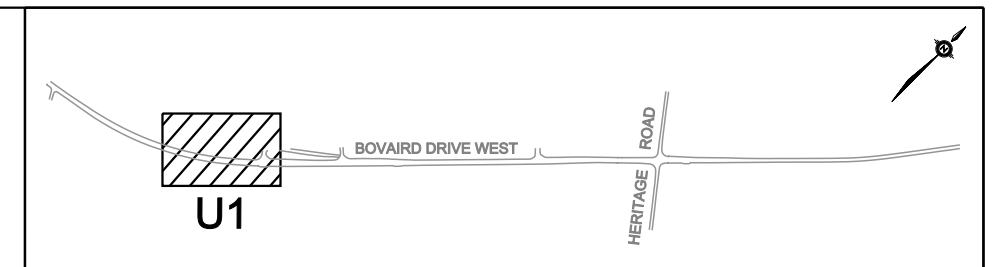 N
BOVAIRD DRIVE WEST
ROAD
HERITAGE
U1